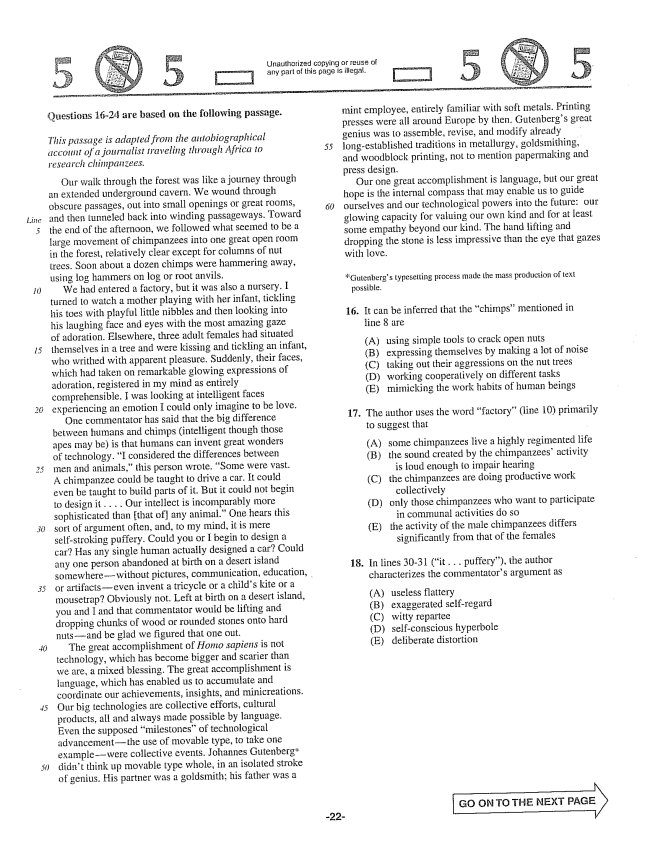 5
5
Unauthorized copying or reuse of
any part of this page is illegal.
5
5
Questions 16-24 are based on the following passage.
This passage is adapted from the autobiographical
account of a journalist traveling through Africa to
research chimpanzees.
Our walk through the forest was like a journey through
an extended underground cavern. We wound through
obscure passages, out into small openings or great rooms,
Line and then tunneled back into winding passageways. Toward
5 the end of the afternoon, we followed what seemed to be a
large movement of chimpanzees into one great open room
in the forest, relatively clear except for columns of nut
trees. Soon about a dozen chimps were hammering away,
using log hammers on log or root anvils.
10 We had entered a factory, but it was also a nursery. I
turned to watch a mother playing with her infant, tickling
his toes with playful little nibbles and then looking into
his laughing face and eyes with the most amazing gaze
of adoration. Elsewhere, three adult females had situated
15 themselves in a tree and were kissing and tickling an infant,
who writhed with apparent pleasure. Suddenly, their faces,
which had taken on remarkable glowing expressions of
adoration, registered in my mind as entirely
comprehensible. I was looking at intelligent faces
20 experiencing an emotion I could only imagine to be love.
One commentator has said that the big difference
between humans and chimps (intelligent though those
apes may be) is that humans can invent great wonders
of technology. “I considered the differences between
25 men and animals,” this person wrote. “Some were vast.
A chimpanzee could be taught to drive a car. It could
even be taught to build parts of it. But it could not begin
to design it . . . . Our intellect is incomparably more
sophisticated than [that of] any animal.” One hears this
30 sort of argument often, and, to my mind, it is mere
self-stroking puffery. Could you or I begin to design a
car? Has any single human actually designed a car? Could
any one person abandoned at birth on a desert island
somewhere—without pictures, communication, education,
35 or artifacts—even invent a tricycle or a child's kite or a
mousetrap? Obviously not. Left at birth on a desert island,
you and I and that commentator would be lifting and
dropping chunks of wood or rounded stones onto hard
nuts—and be glad we figured that one out.
40 The great accomplishment of Homo sapiens is not
technology, which has become bigger and scarier than
we are, a mixed blessing. The great accomplishment is
language, which has enabled us to accumulate and
coordinate our achievements, insights, and minicreations.
45 Our big technologies are collective efforts, cultural
products, all and always made possible by language.
Even the supposed “milestones” of technological
advancement—the use of movable type, to take one
example—were collective events. Johannes Gutenberg*
50 didn't think up movable type whole, in an isolated stroke
of genius. His partner was a goldsmith; his father was a
mint employee, entirely familiar with soft metals. Printing
presses were all around Europe by then. Gutenberg's great
genius was to assemble, revise, and modify already
55 long-established traditions in metallurgy, goldsmithing,
and woodblock printing, not to mention papermaking and
press design.
Our one great accomplishment is language, but our great
hope is the internal compass that may enable us to guide
60 ourselves and our technological powers into the future: our
glowing capacity for valuing our own kind and for at least
some empathy beyond our kind. The hand lifting and
dropping the stone is less impressive than the eye that gazes
with love.
*Gutenberg's typesetting process made the mass production of text
possible.
16. It can be inferred that the “chimps” mentioned in
line 8 are
(A) using simple tools to crack open nuts
(B) expressing themselves by making a lot of noise
(C) taking out their aggressions on the nut trees
(D) working cooperatively on different tasks
(E) mimicking the work habits of human beings
17. The author uses the word “factory” (line 10) primarily
to suggest that
(A) some chimpanzees live a highly regimented life
(B) the sound created by the chimpanzees' activity
is loud enough to impair hearing
(C) the chimpanzees are doing productive work
collectively
(D) only those chimpanzees who want to participate
in communal activities do so
(E) the activity of the male chimpanzees differs
significantly from that of the females
18. In lines 30-31 (“it . . . puffery”), the author
characterizes the commentator's argument as
(A) useless flattery
(B) exaggerated self-regard
(C) witty repartee
(D) self-conscious hyperbole
(E) deliberate distortion
GO ON TO THE NEXT PAGE
-22-